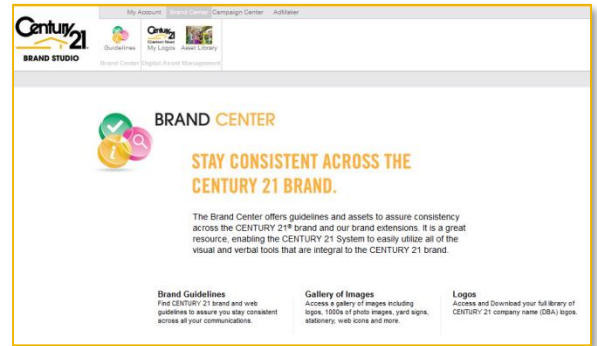 My Account Brand Center Campaign Center AdMaker
Century 21
BRAND STUDIO
Guidelines My Logos Asset Library
Brand Center Digital Asset Management
BRAND CENTER
STAY CONSISTENT ACROSS THE
CENTURY 21 BRAND.
The Brand Center offers guidelines and assets to assure consistency
across the CENTURY 21® brand and our brand extensions. It is a great
resource, enabling the CENTURY 21 System to easily utilize all of the
visual and verbal tools that are integral to the CENTURY 21 brand.
Brand Guidelines
Find CENTURY 21 brand and web
guidelines to assure you stay consistent
across all your communications.
Gallery of Images
Access a gallery of images including
logos, 1000s of photo images, yard signs,
stationery, web icons and more.
Logos
Access and Download your full library of
CENTURY 21 company name (DBA) logos.